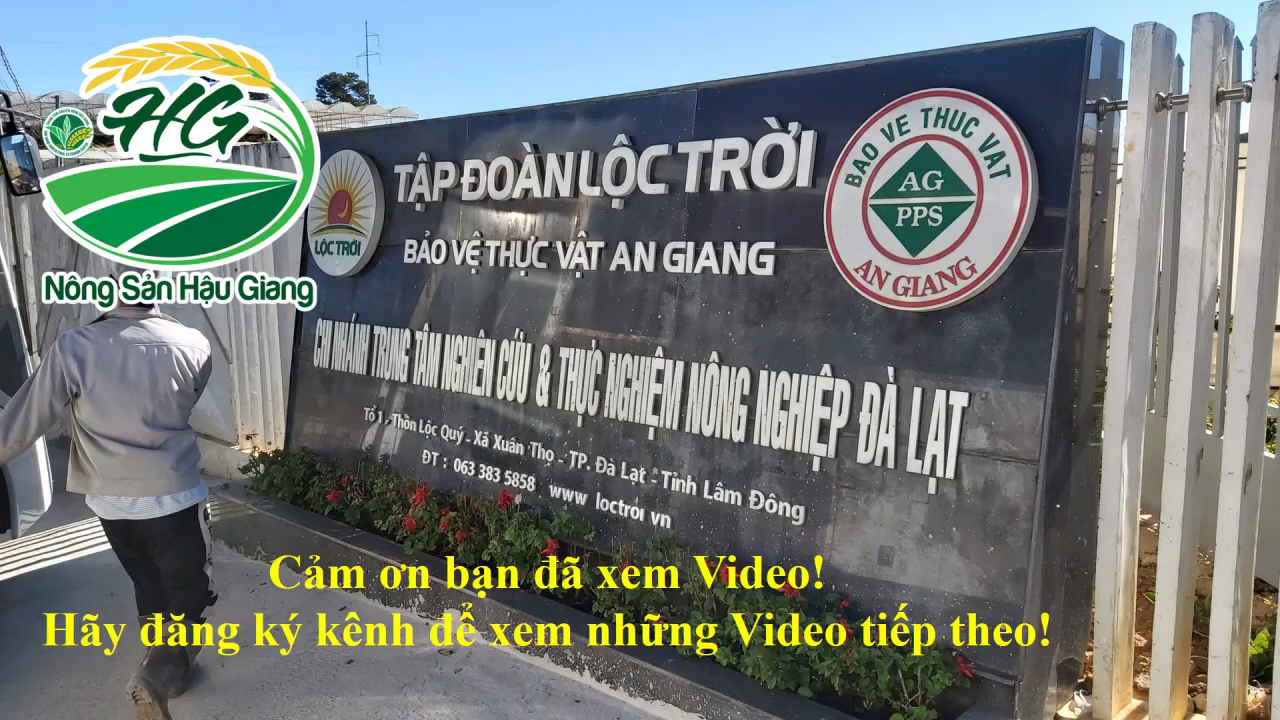 HG
Nông Sản Hậu Giang
LỘC TRỜI
TẬP ĐOÀN LỘC TRỜI
BẢO VỆ THỰC VẬT AN GIANG
BAO VE THUC VAT
AG
PPS
AN GIANG
CHI NHÁNH TRUNG TÂM NGHIÊN CỨU & THỰC NGHIỆM NÔNG NGHIỆP ĐÀ LẠT
Tổ 1 - Thôn Lộc Quý - Xã Xuân Thọ - TP. Đà Lạt - Tỉnh Lâm Đông
ĐT : 063 383 5858 www loctroi vn
Cảm ơn bạn đã xem Video!
Hãy đăng ký kênh để xem những Video tiếp theo!